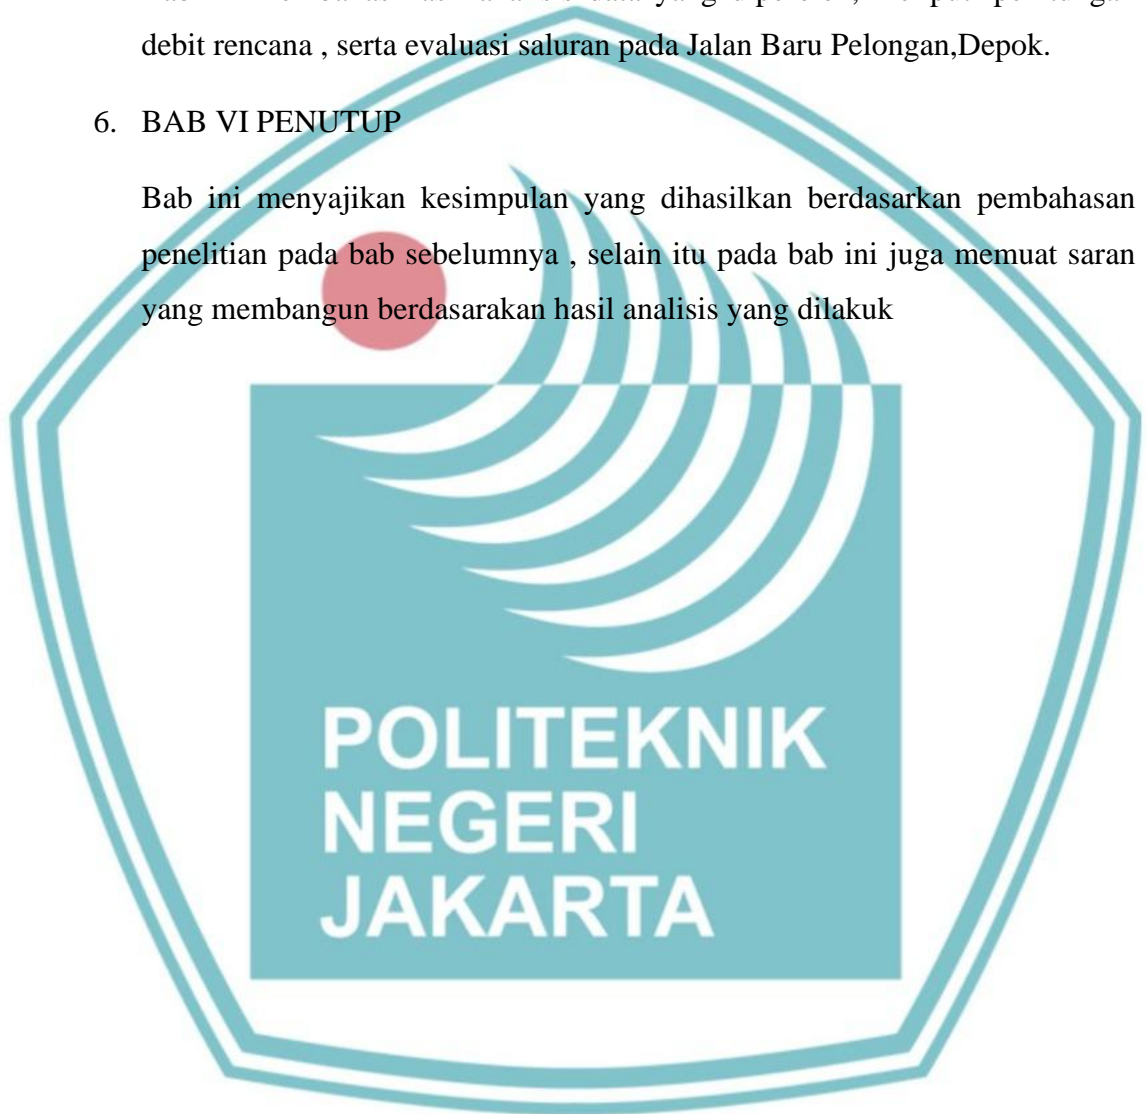 debit rencana , serta evaluasi saluran pada Jalan Baru Pelongan,Depok.
6. BAB VI PENUTUP
Bab ini menyajikan kesimpulan yang dihasilkan berdasarkan pembahasan
penelitian pada bab sebelumnya , selain itu pada bab ini juga memuat saran
yang membangun berdasarakan hasil analisis yang dilakuk
POLITEKNIK
NEGERI
JAKARTA